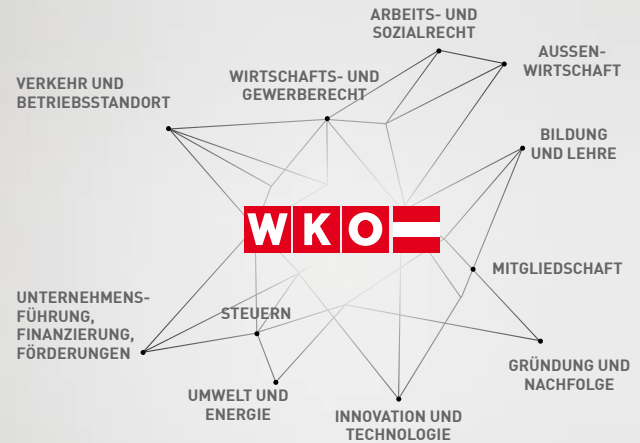 ARBEITS- UND
SOZIALRECHT
AUSSEN-
WIRTSCHAFT
WIRTSCHAFTS- UND
GEWERBERECHT
VERKEHR UND
BETRIEBSSTANDORT
BILDUNG
UND LEHRE
WKO
MITGLIEDSCHAFT
UNTERNEHMENS-
FÜHRUNG,
FINANZIERUNG,
FÖRDERUNGEN
STEUERN
GRÜNDUNG UND
NACHFOLGE
UMWELT UND
ENERGIE
INNOVATION UND
TECHNOLOGIE